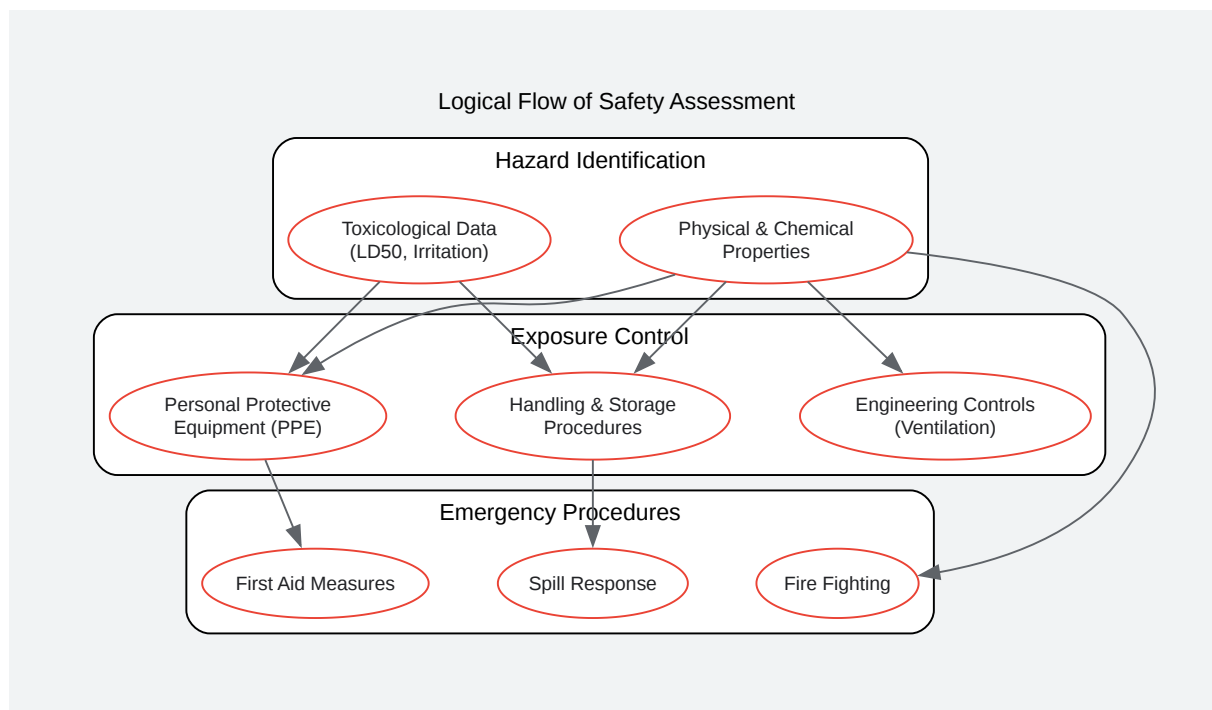 Logical Flow of Safety Assessment
Hazard Identification
Toxicological Data
(LD50, Irritation)
Physical & Chemical
Properties
Exposure Control
Personal Protective
Equipment (PPE)
Handling & Storage
Procedures
Engineering Controls
(Ventilation)
Emergency Procedures
First Aid Measures
Spill Response
Fire Fighting